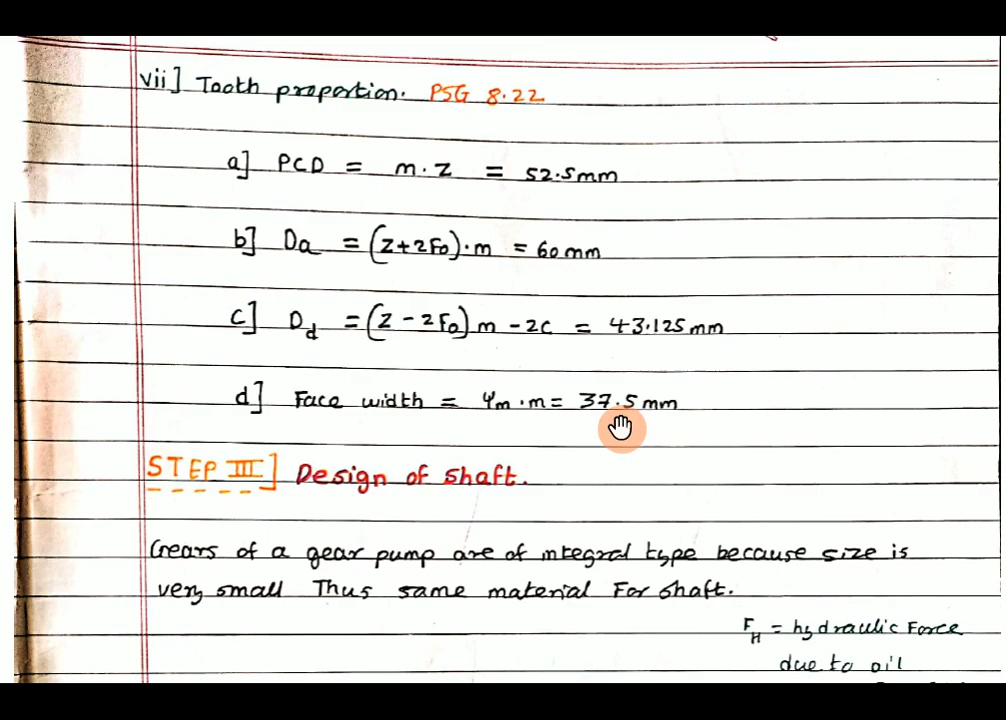 vii] Tooth proportion. PSG 8.22
a] PCD = m.z = 52.5mm
b] Da = (z+2Fo).m = 60mm
c] Dd = (z - 2Fo)m - 2c = 43.125mm
d] Face width = ψm.m = 37.5mm
STEP III] Design of shaft.
Gears of a gear pump are of integral type because size is
very small Thus same material For shaft.
FH = hydraulic Force
due to oil